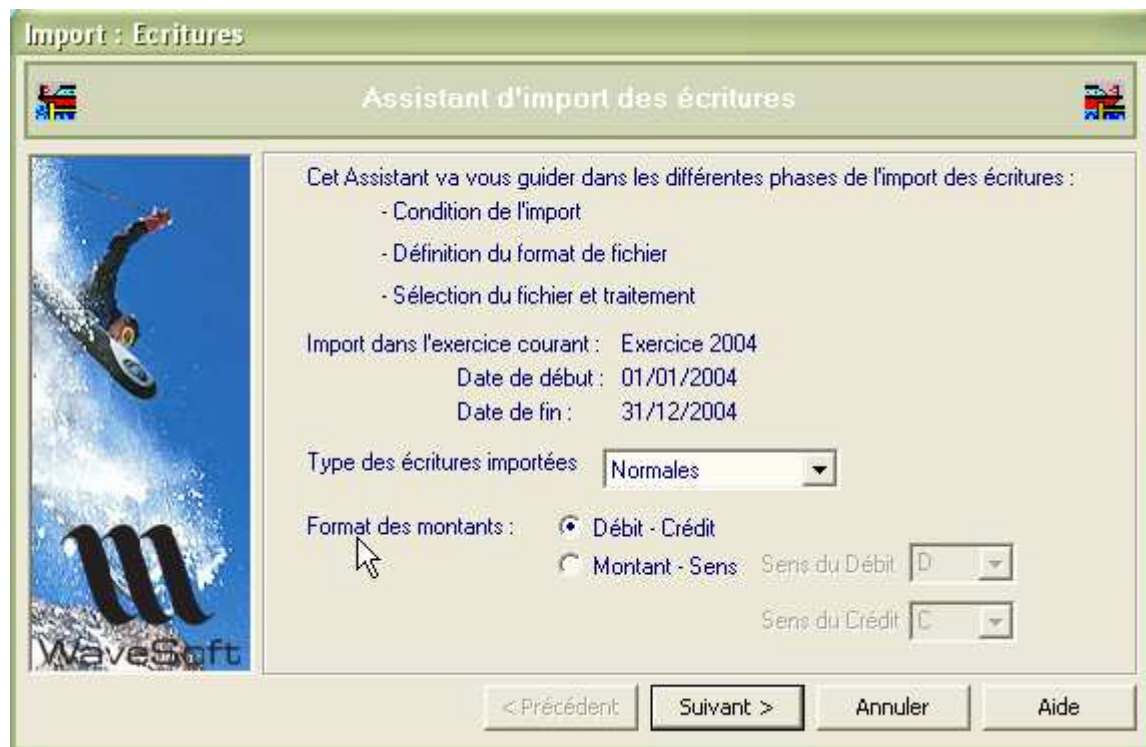 Import : Ecritures
Assistant d'import des écritures
Cet Assistant va vous guider dans les différentes phases de l'import des écritures :
- Condition de l'import
- Définition du format de fichier
- Sélection du fichier et traitement
Import dans l'exercice courant : Exercice 2004
Date de début : 01/01/2004
Date de fin : 31/12/2004
Type des écritures importées Normales
Format des montants : Débit - Crédit
Montant - Sens Sens du Débit D
Sens du Crédit C
WaveSoft
< Précédent Suivant > Annuler Aide